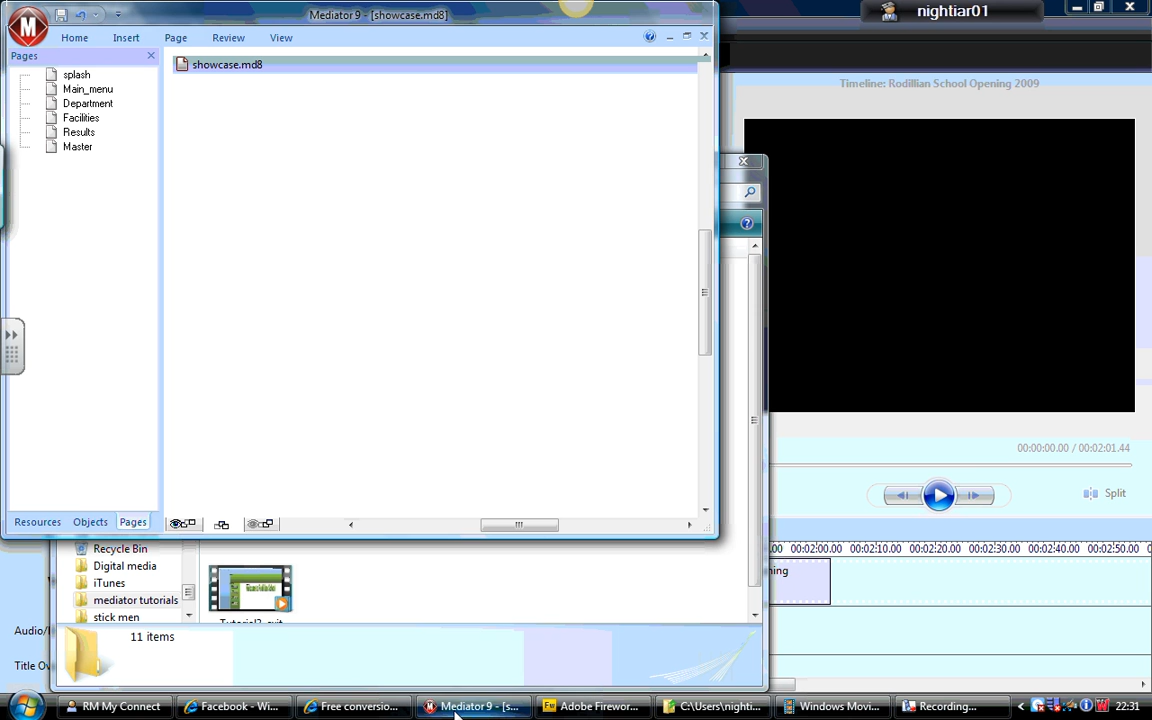 Mediator 9 - [showcase.md8]
nightiar01
Home Insert Page Review View
Pages
showcase.md8
splash
Main_menu
Department
Facilities
Results
Master
Timeline: Rodillian School Opening 2009
00:00:00.00 / 00:02:01.44
Split
Resources Objects Pages
Recycle Bin
Digital media
iTunes
mediator tutorials
stick men
11 items
.00 00:02:00.00 00:02:10.00 00:02:20.00 00:02:30.00 00:02:40.00 00:02:50.00
ning
Audio/
Title Ov
RM My Connect
Facebook - Wi...
Free conversio...
Mediator 9 - [s...
Adobe Firewor...
C:\Users\nighti...
Windows Movi...
Recording...
22:31